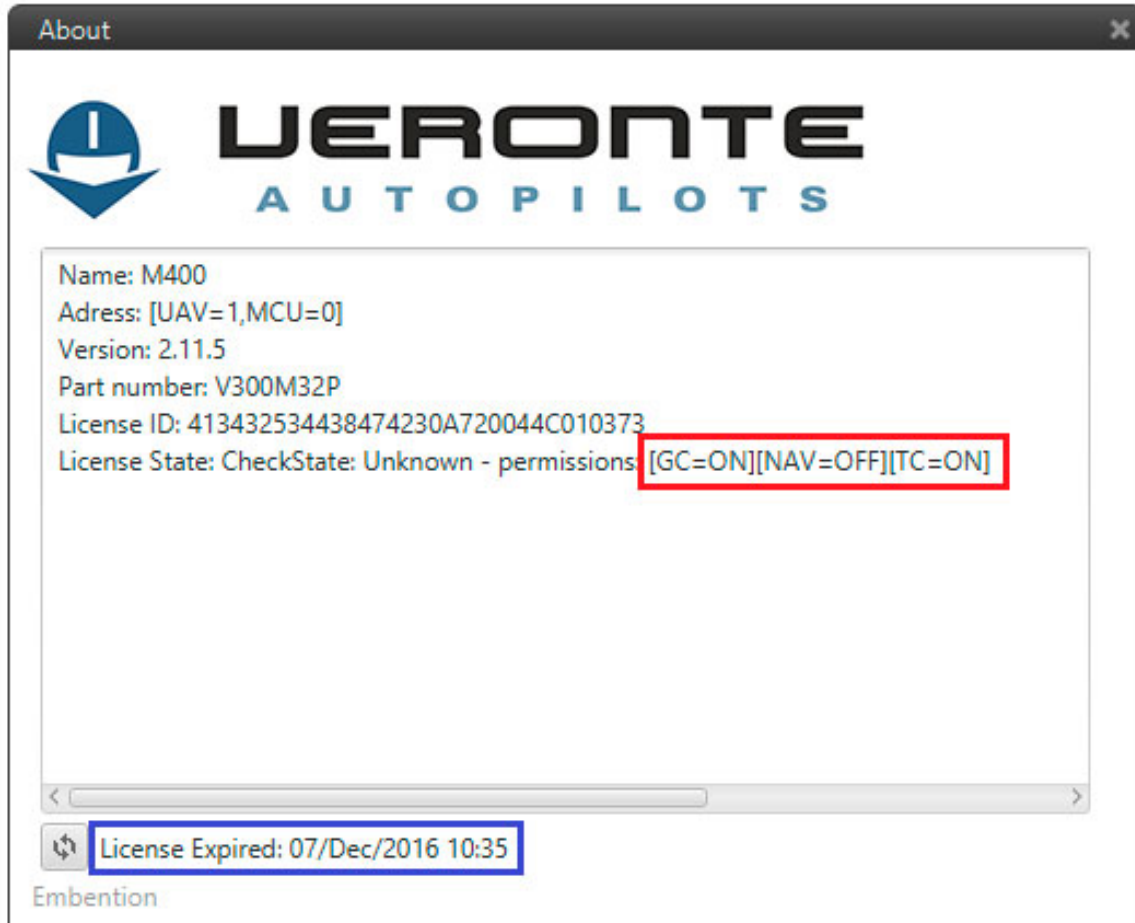 About
VERONTE
AUTOPILOTS
Name: M400
Adress: [UAV=1,MCU=0]
Version: 2.11.5
Part number: V300M32P
License ID: 413432534438474230A720044C010373
License State: CheckState: Unknown - permissions: [GC=ON][NAV=OFF][TC=ON]
License Expired: 07/Dec/2016 10:35
Embention